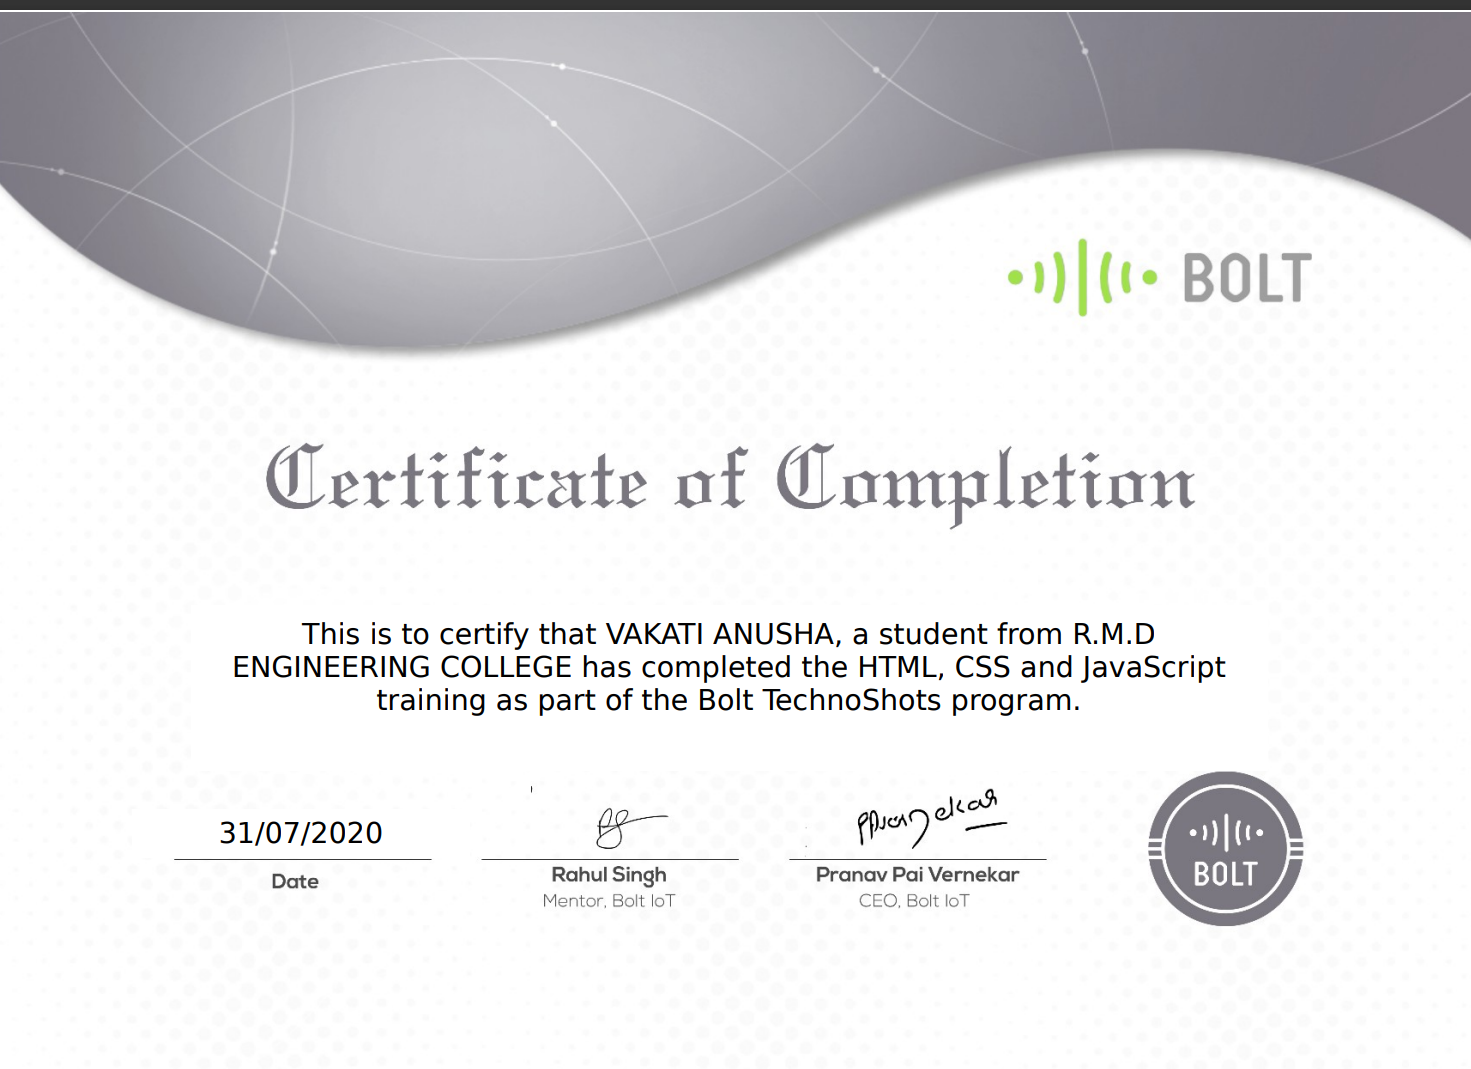 BOLT
Certificate of Completion
This is to certify that VAKATI ANUSHA, a student from R.M.D
ENGINEERING COLLEGE has completed the HTML, CSS and JavaScript
training as part of the Bolt TechnoShots program.
31/07/2020
Date
Rahul Singh
Mentor, Bolt IoT
Pranav Pai Vernekar
CEO, Bolt IoT
BOLT